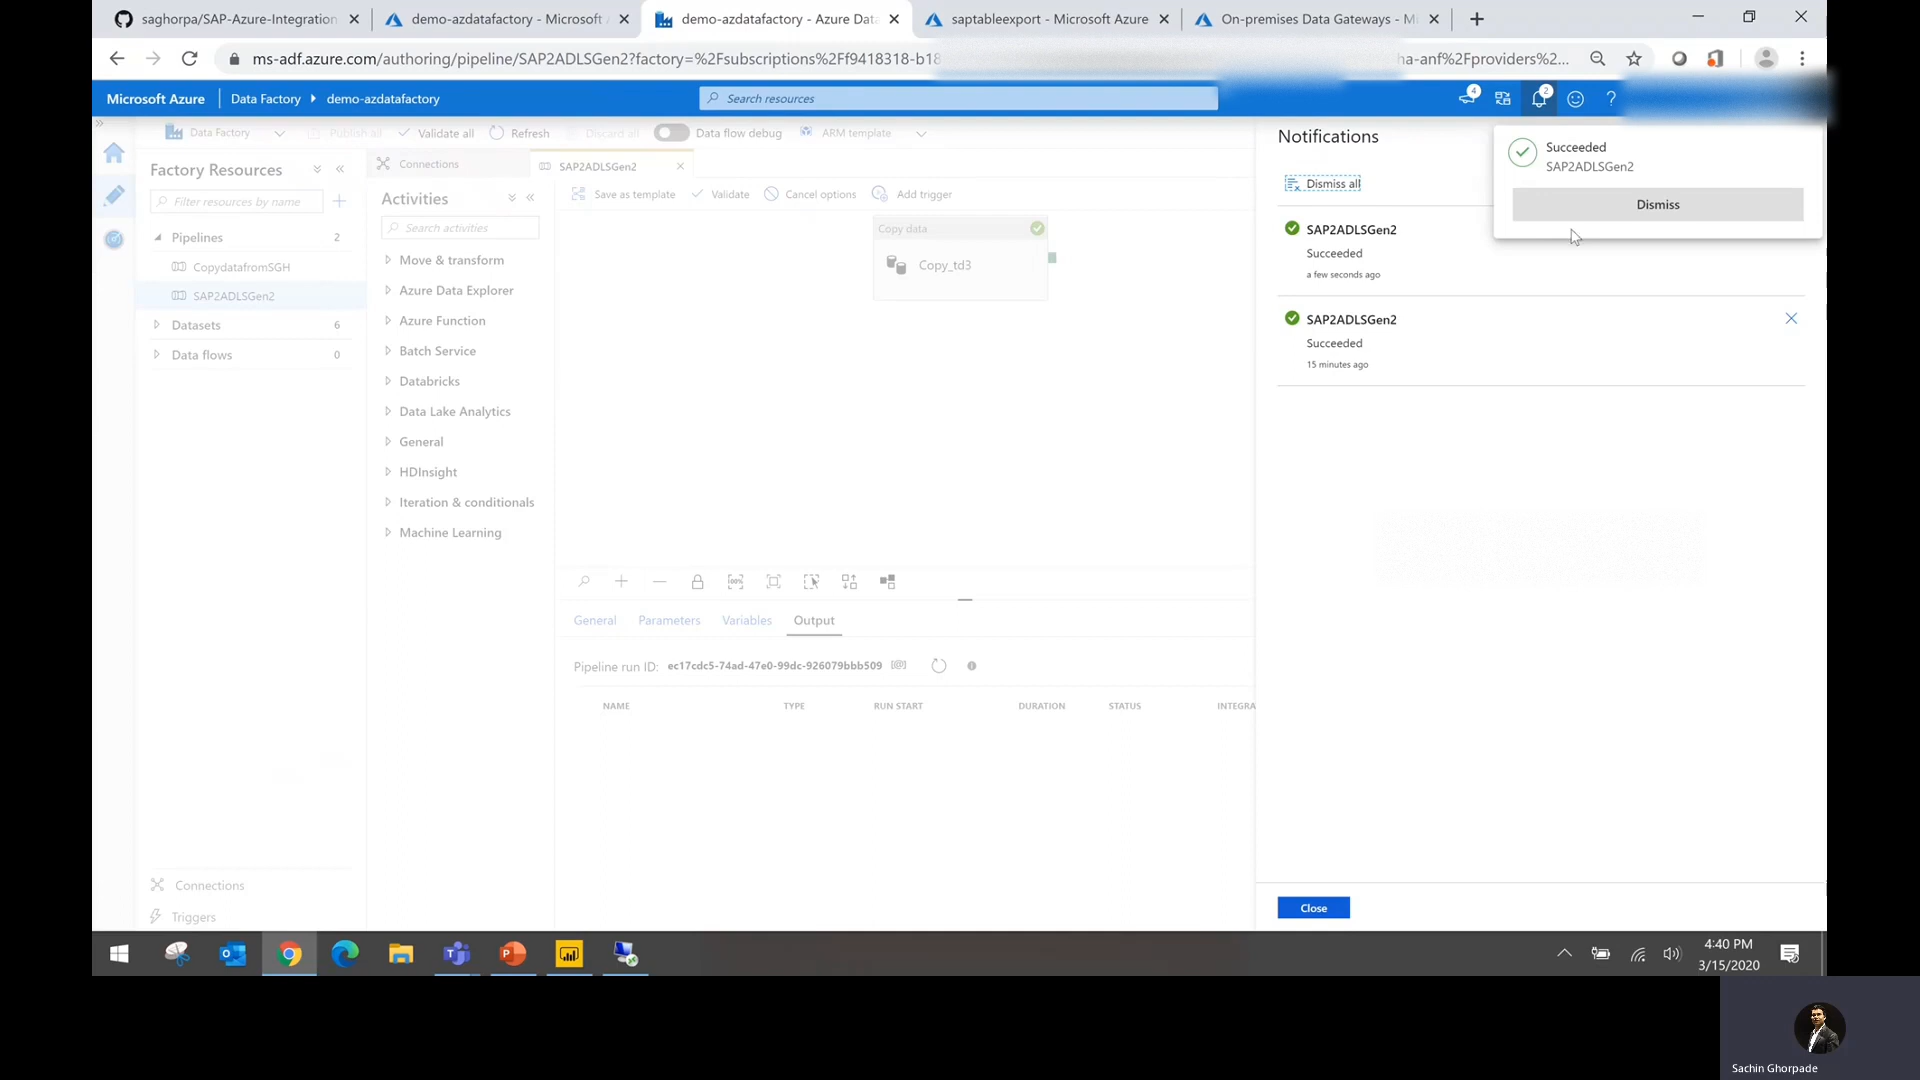 saghorpa/SAP-Azure-Integration
demo-azdatafactory - Microsoft
demo-azdatafactory - Azure Dat
saptableexport - Microsoft Azure
On-premises Data Gateways - M
ms-adf.azure.com/authoring/pipeline/SAP2ADLSGen2?factory=%2Fsubscriptions%2Ff9418318-b18
ha-anf%2Fproviders%2...
Microsoft Azure
Data Factory
demo-azdatafactory
Search resources
4
2
?
Data Factory
Publish all
Validate all
Refresh
Discard all
Data flow debug
ARM template
Notifications
Succeeded
SAP2ADLSGen2
Dismiss
Factory Resources
Connections
SAP2ADLSGen2
Dismiss all
Activities
Save as template
Validate
Cancel options
Add trigger
Filter resources by name
Search activities
Copy data
Copy_td3
SAP2ADLSGen2
Succeeded
a few seconds ago
SAP2ADLSGen2
Succeeded
15 minutes ago
Pipelines
2
CopydatafromSGH
SAP2ADLSGen2
Datasets
6
Data flows
0
Move & transform
Azure Data Explorer
Azure Function
Batch Service
Databricks
Data Lake Analytics
General
HDInsight
Iteration & conditionals
Machine Learning
100%
General
Parameters
Variables
Output
Pipeline run ID:
ec17cdc5-74ad-47e0-99dc-926079bbb509
[@]
NAME
TYPE
RUN START
DURATION
STATUS
INTEGRA
Connections
Triggers
Close
4:40 PM
3/15/2020
Sachin Ghorpade